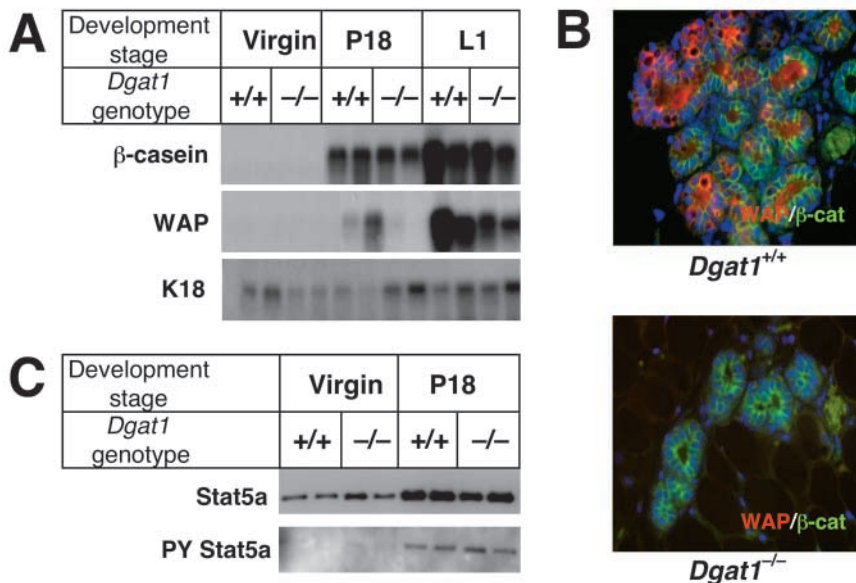 A
Development stage Virgin P18 L1
Dgat1 genotype +/+ –/– +/+ –/– +/+ –/–
β-casein
WAP
K18
B
WAP/β-cat
Dgat1+/+
WAP/β-cat
Dgat1–/–
C
Development stage Virgin P18
Dgat1 genotype +/+ –/– +/+ –/–
Stat5a
PY Stat5a